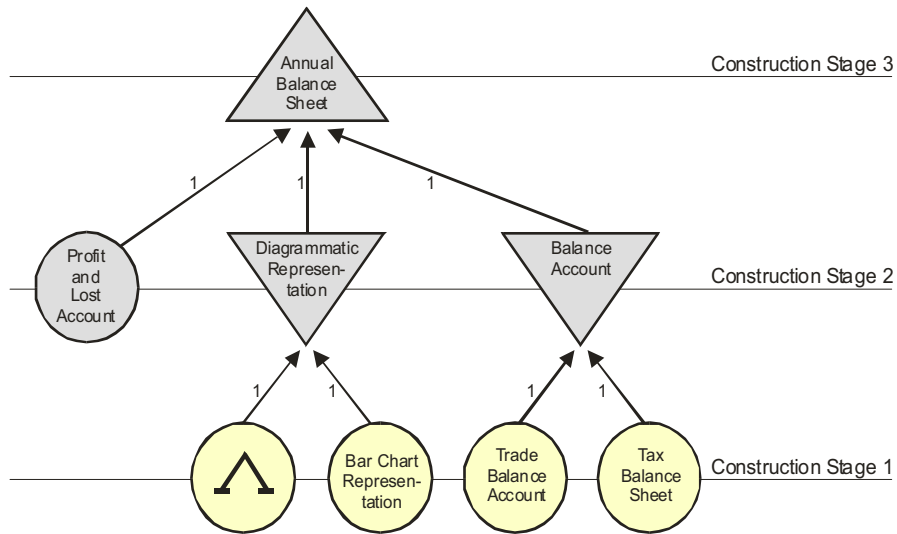 Annual
Balance
Sheet
Construction Stage 3
1
1
1
Profit
and
Lost
Account
Diagrammatic
Represen-
tation
Balance
Account
Construction Stage 2
1
1
1
1
Bar Chart
Represen-
tation
Trade
Balance
Account
Tax
Balance
Sheet
Construction Stage 1